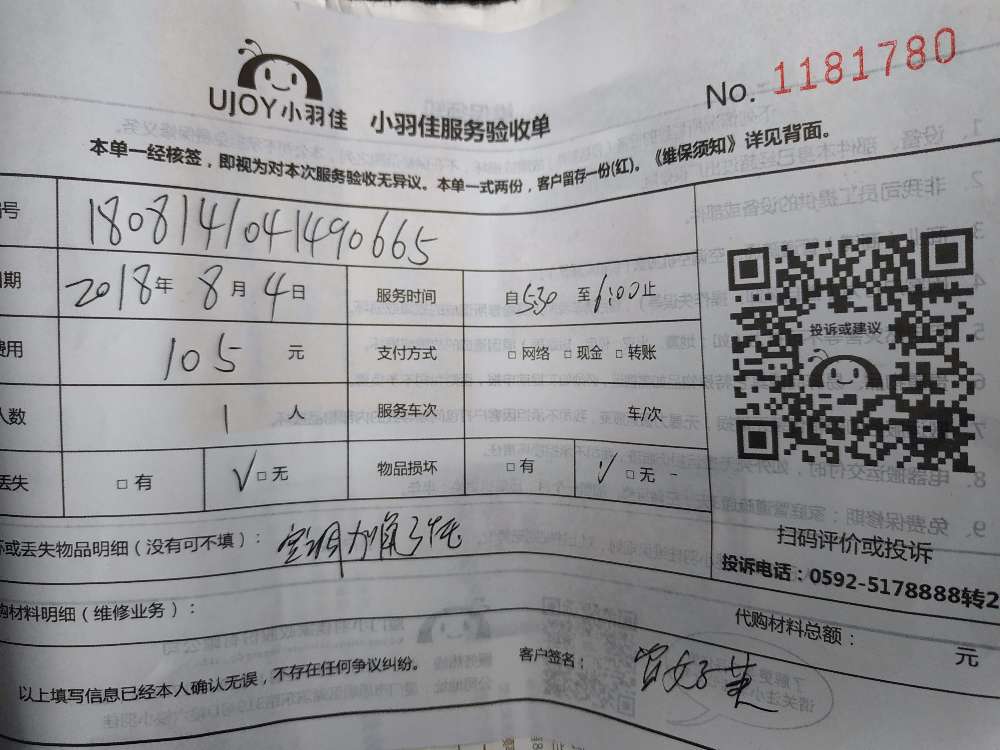 No. 1181780
UJOY小羽佳 小羽佳服务验收单
本单一经核签，即视为对本次服务验收无异议。本单一式两份，客户留存一份(红)。《维保须知》详见背面。
号 1808141041490665
期 2018年8月4日 服务时间 自5:30至6:00止
费用 105 元 支付方式 □网络 □现金 □转账
人数 1 人 服务车次 车/次
丢失 □有 √□无 物品损坏 □有 √□无
投诉或建议
扫码评价或投诉
投诉电话：0592-5178888转2
坏或丢失物品明细（没有可不填）： 空调加氟
购材料明细（维修业务）：
代购材料总额： 元
以上填写信息已经本人确认无误，不存在任何争议纠纷。 客户签名：